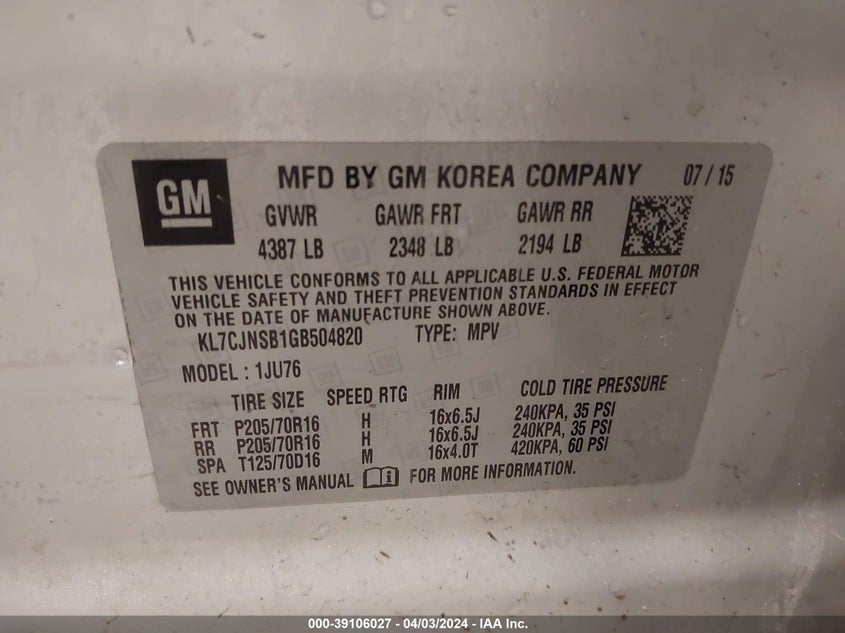 GM MFD BY GM KOREA COMPANY 07/15
GVWR GAWR FRT GAWR RR
4387 LB 2348 LB 2194 LB
THIS VEHICLE CONFORMS TO ALL APPLICABLE U.S. FEDERAL MOTOR
VEHICLE SAFETY AND THEFT PREVENTION STANDARDS IN EFFECT
ON THE DATE OF MANUFACTURE SHOWN ABOVE.
KL7CJNSB1GB504820 TYPE: MPV
MODEL : 1JU76
TIRE SIZE SPEED RTG RIM COLD TIRE PRESSURE
FRT P205/70R16 H 16x6.5J 240KPA, 35 PSI
RR P205/70R16 H 16x6.5J 240KPA, 35 PSI
SPA T125/70D16 M 16x4.0T 420KPA, 60 PSI
SEE OWNER'S MANUAL FOR MORE INFORMATION.
000-39106027 - 04/03/2024 - IAA Inc.